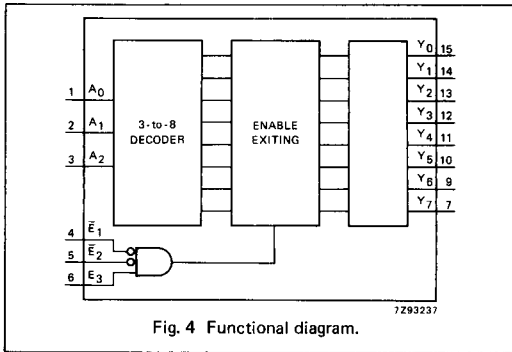 1 A0
2 A1
3 A2
4 Ē1
5 Ē2
6 E3
3-to-8
DECODER
ENABLE
EXITING
Y0 15
Y1 14
Y2 13
Y3 12
Y4 11
Y5 10
Y6 9
Y7 7
7Z93237
Fig. 4 Functional diagram.